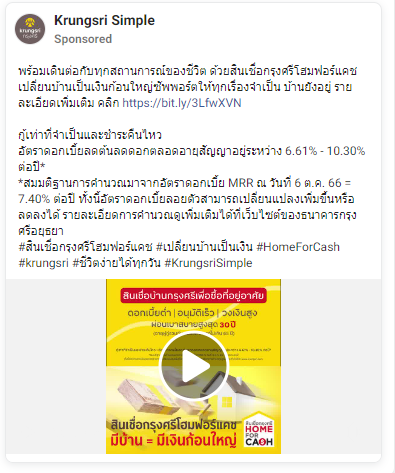 Krungsri Simple
Sponsored
krungsri
กรุงศรี
พร้อมเดินต่อกับทุกสถานการณ์ของชีวิต ด้วยสินเชื่อกรุงศรีโฮมฟอร์แคช
เปลี่ยนบ้านเป็นเงินก้อนใหญ่ซัพพอร์ตให้ทุกเรื่องจำเป็น บ้านยังอยู่ ราย
ละเอียดเพิ่มเติม คลิก https://bit.ly/3LfwXVN
กู้เท่าที่จำเป็นและชำระคืนไหว
อัตราดอกเบี้ยลดต้นลดดอกตลอดอายุสัญญาอยู่ระหว่าง 6.61% - 10.30%
ต่อปี*
*สมมติฐานการคำนวณมาจากอัตราดอกเบี้ย MRR ณ วันที่ 6 ต.ค. 66 =
7.40% ต่อปี ทั้งนี้อัตราดอกเบี้ยลอยตัวสามารถเปลี่ยนแปลงเพิ่มขึ้นหรือ
ลดลงได้ รายละเอียดการคำนวณดูเพิ่มเติมได้ที่เว็บไซต์ของธนาคารกรุง
ศรีอยุธยา
#สินเชื่อกรุงศรีโฮมฟอร์แคช #เปลี่ยนบ้านเป็นเงิน #HomeForCash
#krungsri #ชีวิตง่ายได้ทุกวัน #KrungsriSimple
สินเชื่อบ้านกรุงศรีเพื่อซื้อที่อยู่อาศัย
ดอกเบี้ยต่ำ | อนุมัติเร็ว | วงเงินสูง
ผ่อนเบาสบายสูงสุด 30 ปี
สินเชื่อกรุงศรีโฮมฟอร์แคช
มีบ้าน = มีเงินก้อนใหญ่
สินเชื่อกรุงศรี
HOME
FOR
CASH